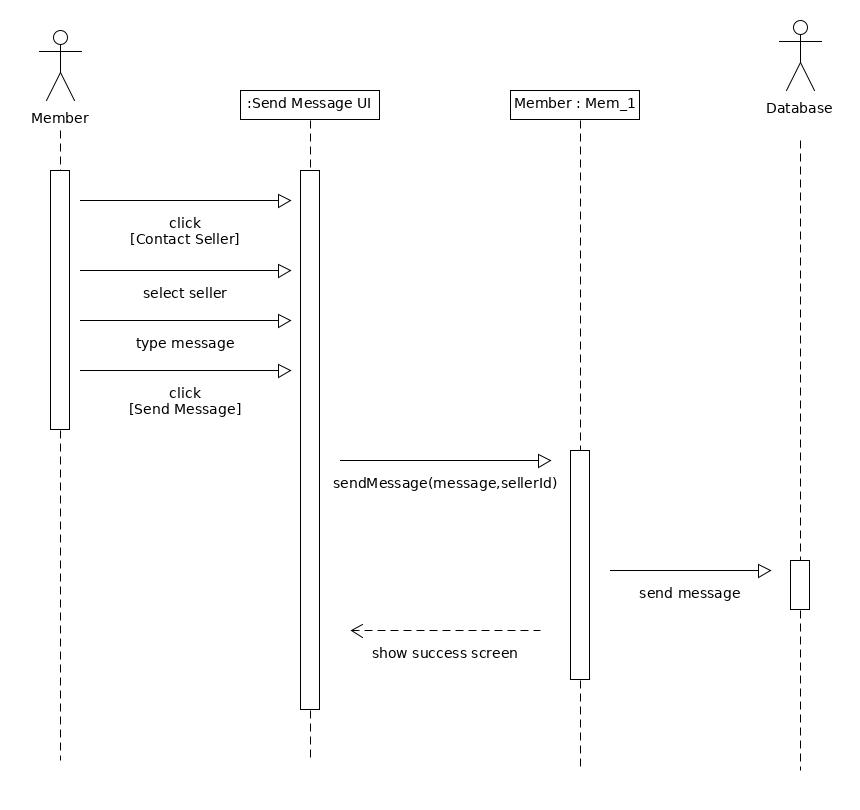 Member
:Send Message UI
Member : Mem_1
Database
click
[Contact Seller]
select seller
type message
click
[Send Message]
sendMessage(message,sellerId)
send message
show success screen